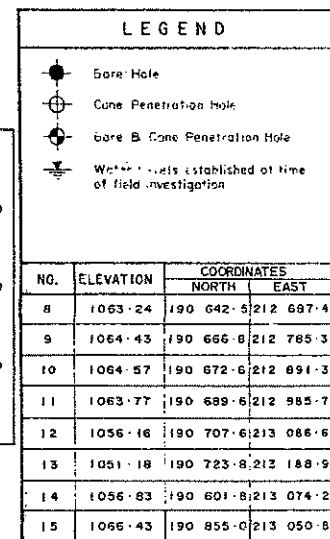 LEGEND
Bore Hole
Cone Penetration Hole
Bore & Cone Penetration Hole
Water levels established at time
of field investigation
NO. ELEVATION COORDINATES
NORTH EAST
8 1063·24 190 642·5 212 687·4
9 1064·43 190 666·8 212 785·3
10 1064·57 190 672·6 212 891·3
11 1063·77 190 689·6 212 985·7
12 1056·16 190 707·6 213 086·6
13 1051·18 190 723·8 213 188·9
14 1056·83 190 601·8 213 074·2
15 1066·43 190 855·0 213 050·8